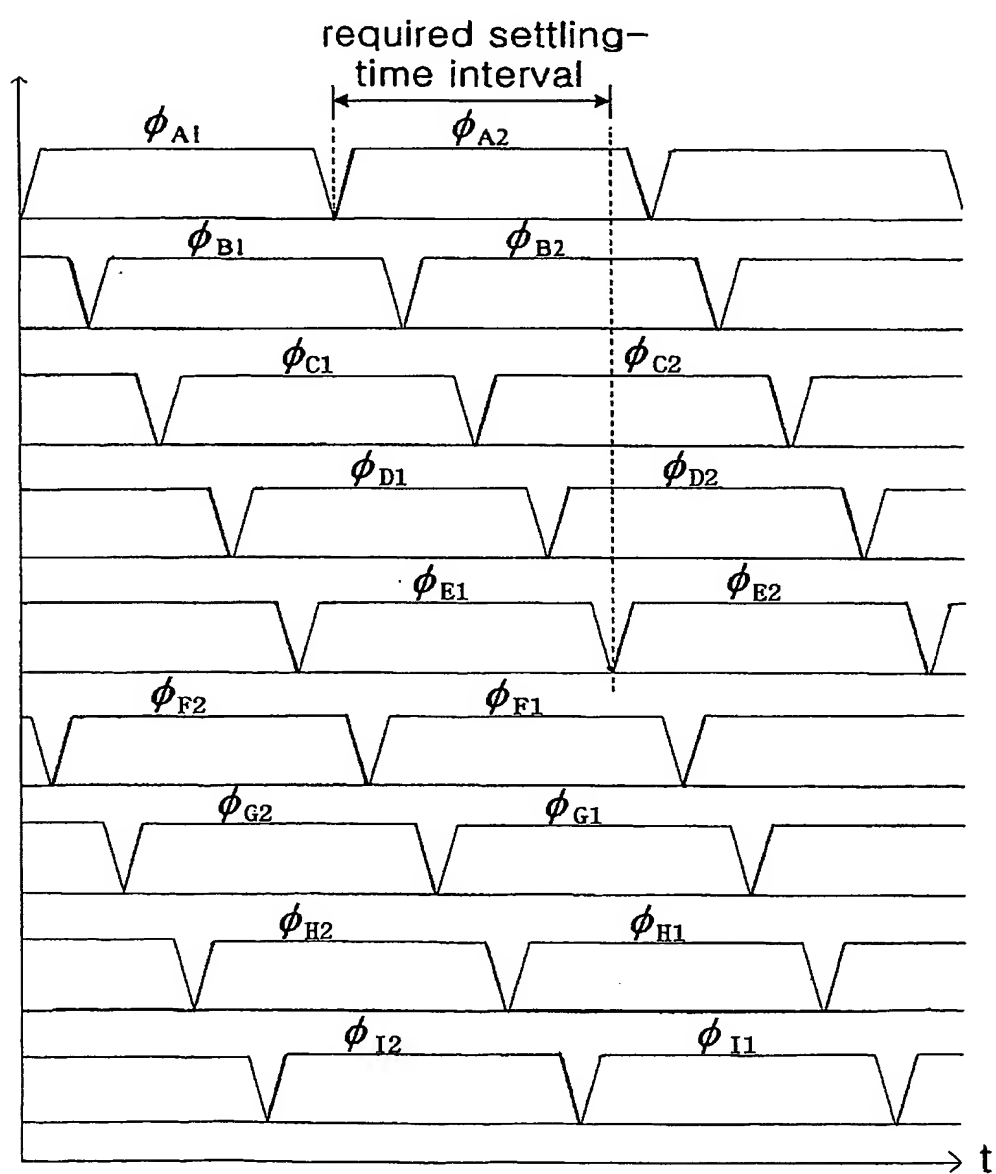 required settling–
time interval
ϕA1 ϕA2
ϕB1 ϕB2
ϕC1 ϕC2
ϕD1 ϕD2
ϕE1 ϕE2
ϕF2 ϕF1
ϕG2 ϕG1
ϕH2 ϕH1
ϕI2 ϕI1
t